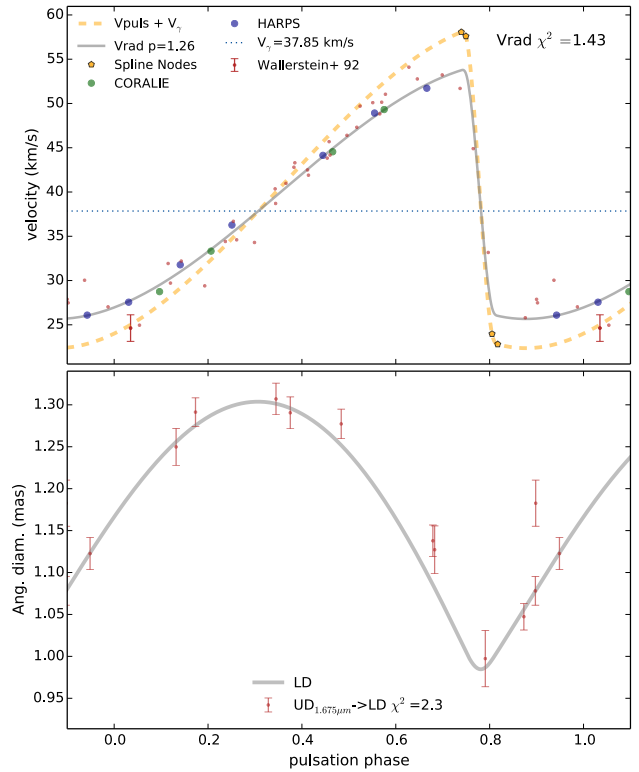 Vpuls + Vγ
Vrad p=1.26
Spline Nodes
CORALIE
HARPS
Vγ=37.85 km/s
Wallerstein+ 92
Vrad χ² =1.43
60
55
50
45
40
35
30
25
velocity (km/s)
1.30
1.25
1.20
1.15
1.10
1.05
1.00
0.95
Ang. diam. (mas)
LD
UD1.675μm->LD χ² =2.3
0.0 0.2 0.4 0.6 0.8 1.0
pulsation phase